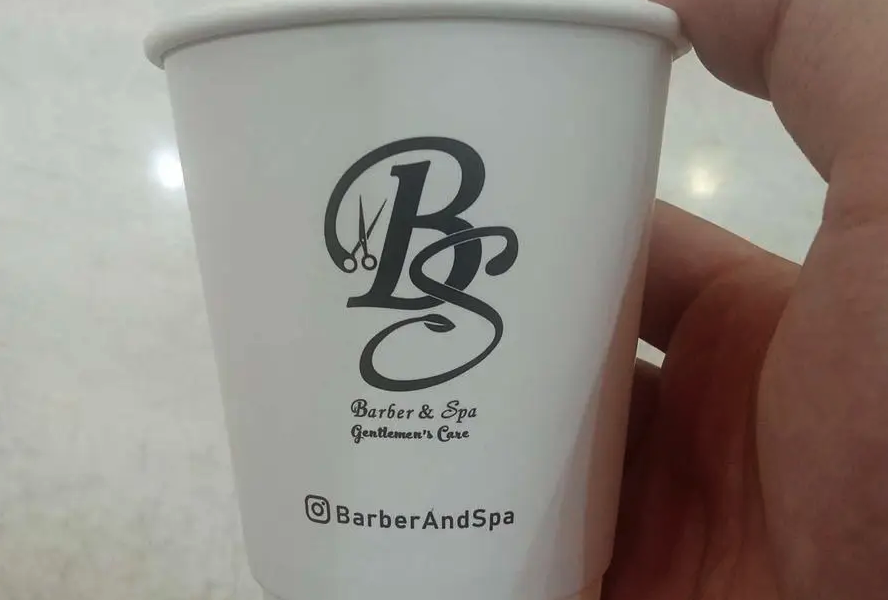 BS
Barber & Spa
Gentlemen's Care
BarberAndSpa